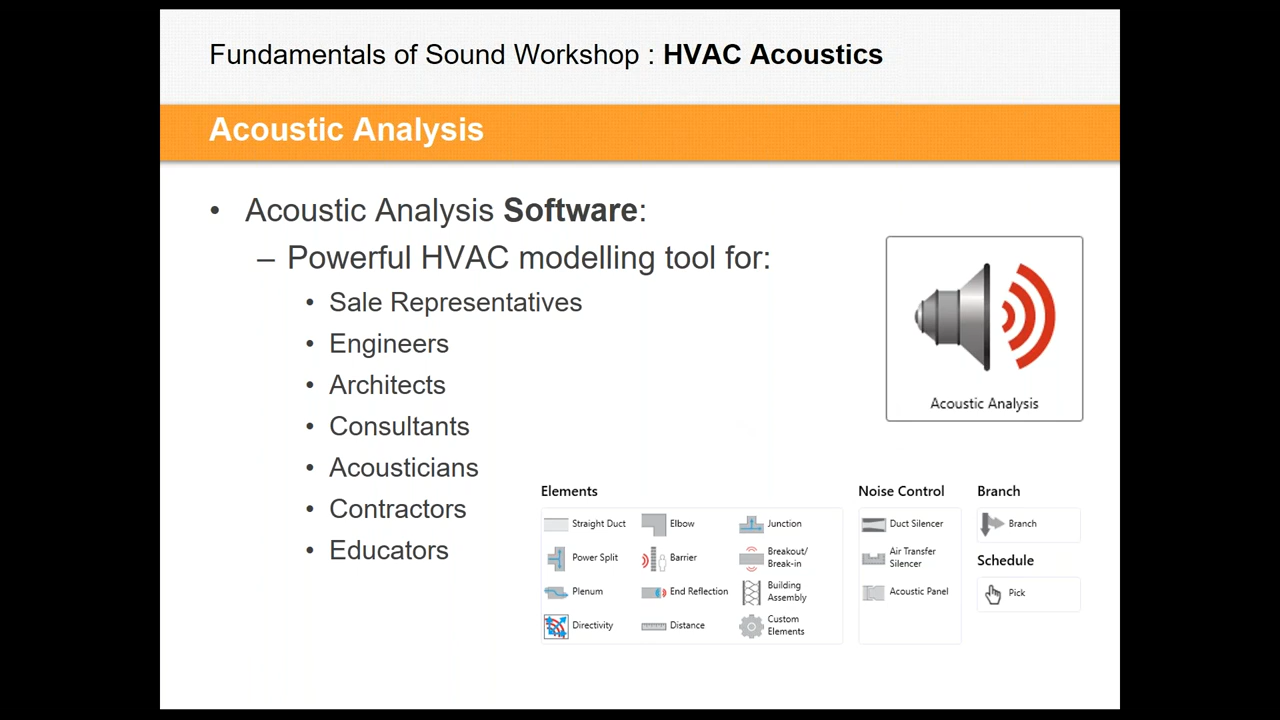 Fundamentals of Sound Workshop : HVAC Acoustics
Acoustic Analysis
• Acoustic Analysis Software:
– Powerful HVAC modelling tool for:
• Sale Representatives
• Engineers
• Architects
• Consultants
• Acousticians
• Contractors
• Educators
Acoustic Analysis
Elements
Straight Duct
Elbow
Junction
Power Split
Barrier
Breakout/
Break-in
Plenum
End Reflection
Building
Assembly
Directivity
Distance
Custom
Elements
Noise Control
Duct Silencer
Air Transfer
Silencer
Acoustic Panel
Branch
Branch
Schedule
Pick